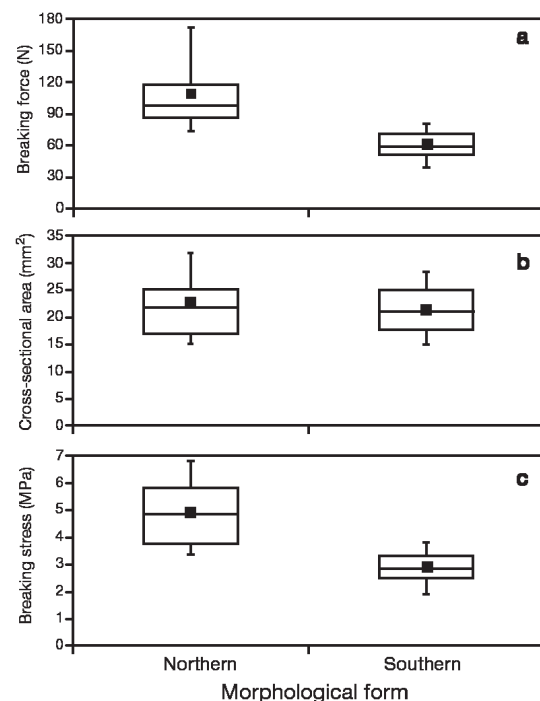 180
150
120
90
60
30
0
Breaking force (N)
a
35
30
25
20
15
10
5
0
Cross-sectional area (mm²)
b
7
6
5
4
3
2
1
0
Breaking stress (MPa)
c
Northern Southern
Morphological form